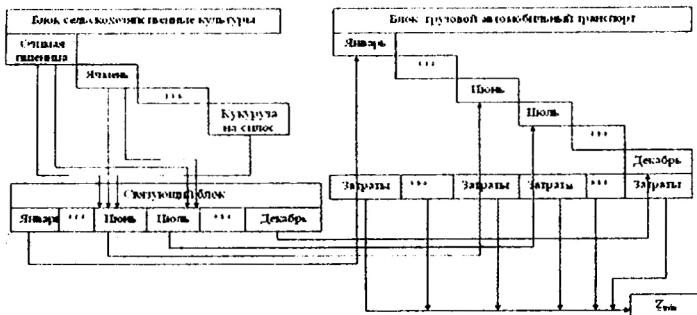 Блок сельскохозяйственные культуры
Озимая
пшеница
Ячмень
...
Кукуруза
на силос
Связующий блок
Январь ... Июнь Июль ... Декабрь
Блок грузовой автомобильный транспорт
Январь
...
Июнь
Июль
...
Декабрь
Затраты ... Затраты Затраты ... Затраты
Zmin